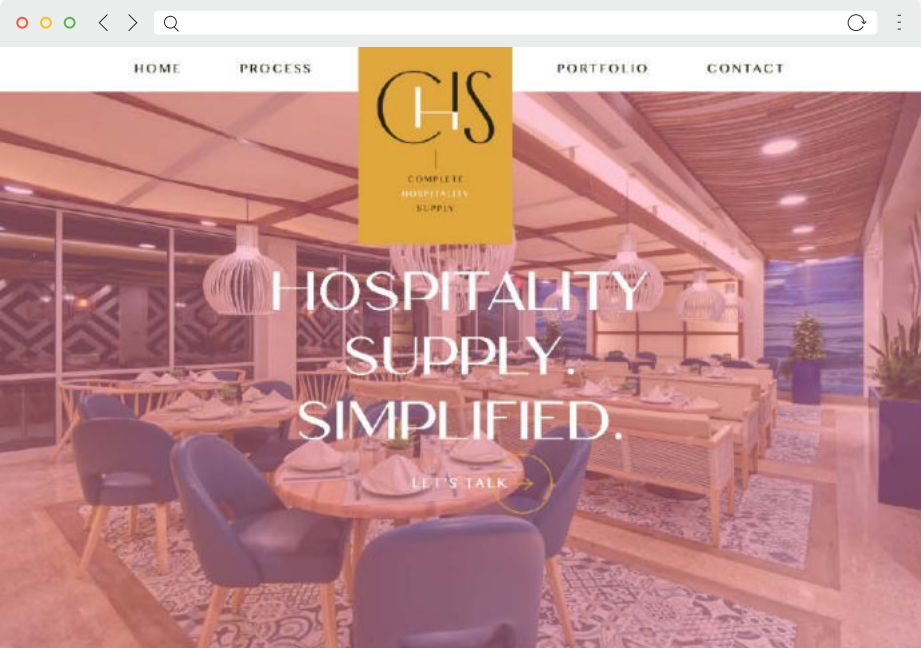 HOME
PROCESS
PORTFOLIO
CONTACT
CHS
COMPLETE
HOSPITALITY
SUPPLY
HOSPITALITY
SUPPLY.
SIMPLIFIED.
LET'S TALK